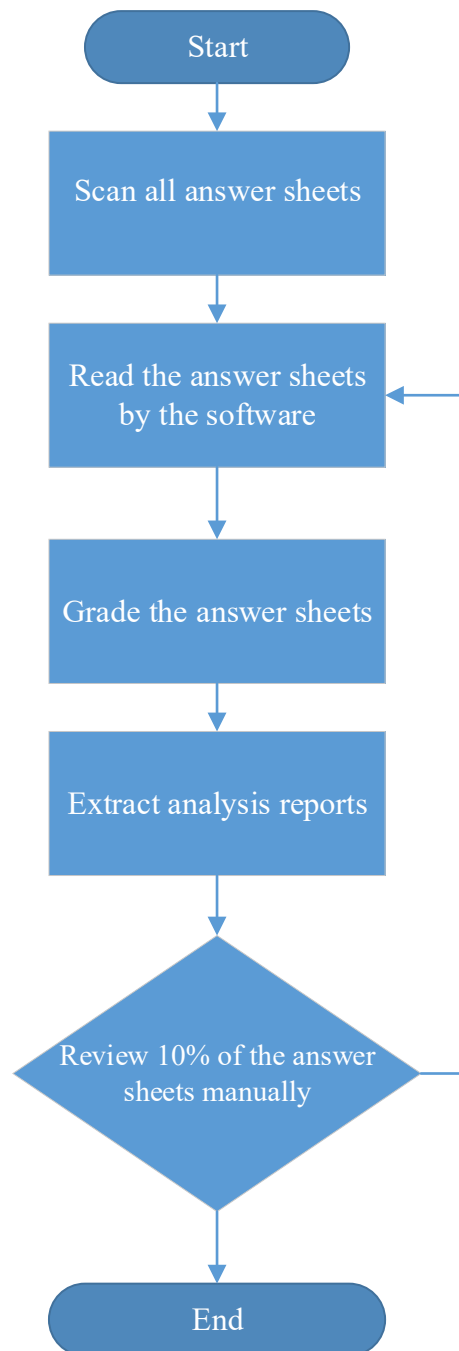 Start
Scan all answer sheets
Read the answer sheets
by the software
Grade the answer sheets
Extract analysis reports
Review 10% of the answer
sheets manually
End